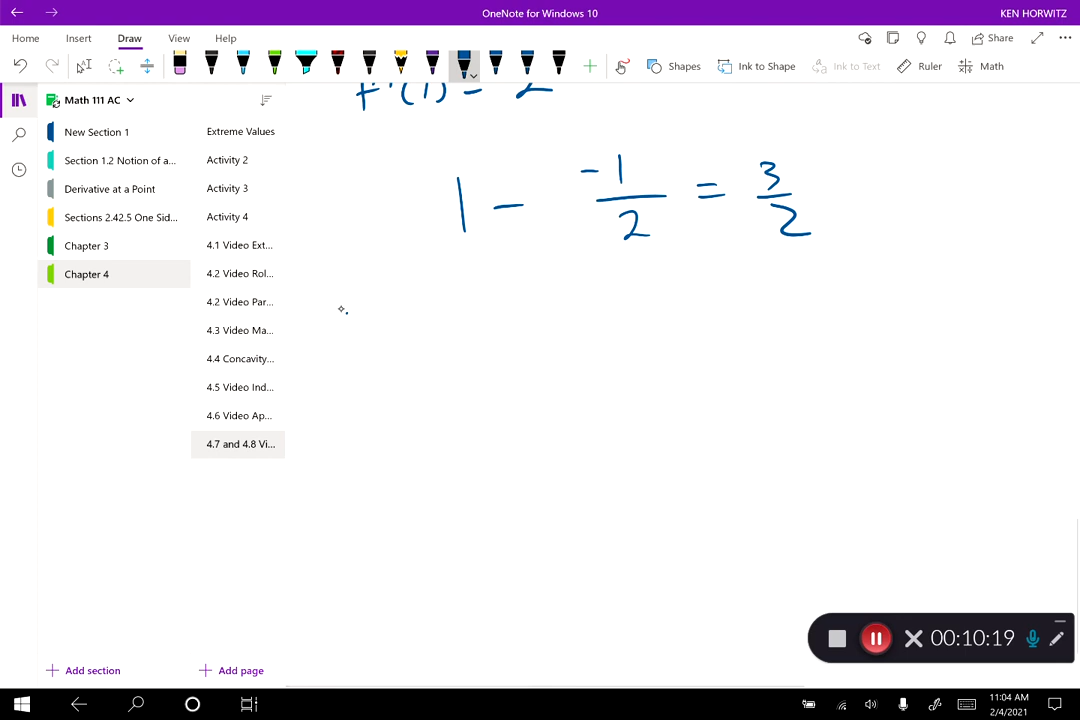 OneNote for Windows 10
KEN HORWITZ
Home Insert Draw View Help
Share
Shapes Ink to Shape Ink to Text Ruler Math
Math 111 AC
New Section 1
Section 1.2 Notion of a...
Derivative at a Point
Sections 2.42.5 One Sid...
Chapter 3
Chapter 4
Extreme Values
Activity 2
Activity 3
Activity 4
4.1 Video Ext...
4.2 Video Rol...
4.2 Video Par...
4.3 Video Ma...
4.4 Concavity...
4.5 Video Ind...
4.6 Video Ap...
4.7 and 4.8 Vi...
f'(1) = 2
1 - -1/2 = 3/2
00:10:19
Add section
Add page
11:04 AM
2/4/2021